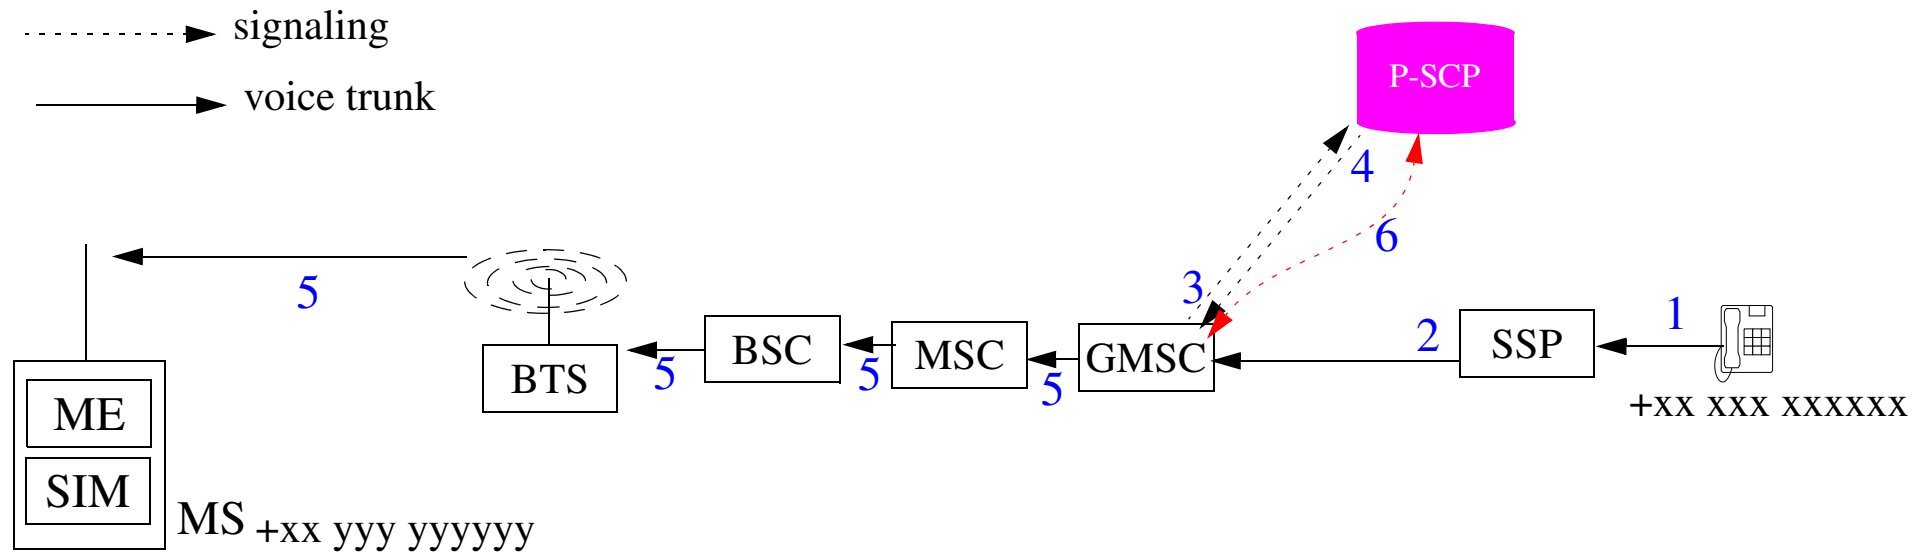 signaling
voice trunk
P-SCP
4
6
3
5
1
2
SSP
BSC
MSC
GMSC
BTS
5
5
5
+xx xxx xxxxxx
ME
SIM
MS +xx yyy yyyyyy